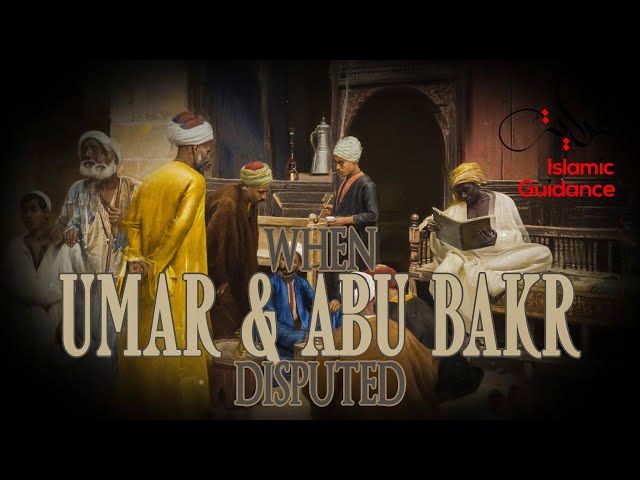 Islamic
Guidance
WHEN
UMAR & ABU BAKR
DISPUTED